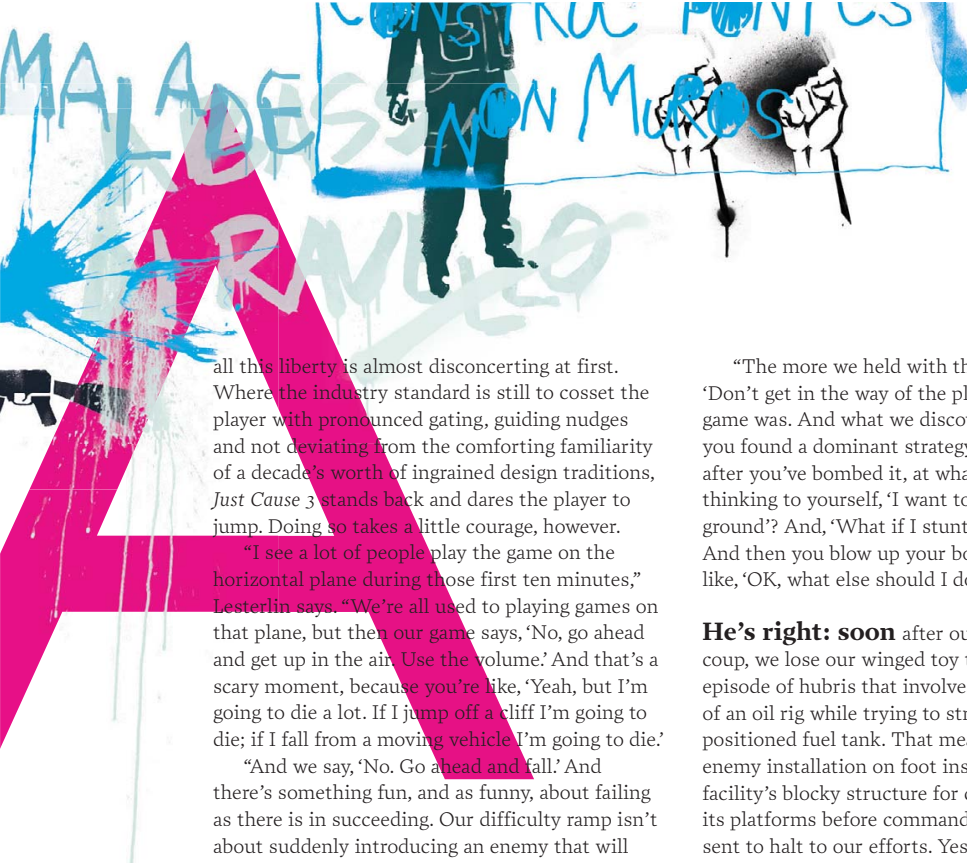 CONSTRUC PONTES
NON MUROS
MALADE
all this liberty is almost disconcerting at first.
Where the industry standard is still to cosset the
player with pronounced gating, guiding nudges
and not deviating from the comforting familiarity
of a decade’s worth of ingrained design traditions,
Just Cause 3 stands back and dares the player to
jump. Doing so takes a little courage, however.
“I see a lot of people play the game on the
horizontal plane during those first ten minutes,”
Lesterlin says. “We’re all used to playing games on
that plane, but then our game says, ‘No, go ahead
and get up in the air. Use the volume.’ And that’s a
scary moment, because you’re like, ‘Yeah, but I’m
going to die a lot. If I jump off a cliff I’m going to
die; if I fall from a moving vehicle I’m going to die.’
“And we say, ‘No. Go ahead and fall.’ And
there’s something fun, and as funny, about failing
as there is in succeeding. Our difficulty ramp isn’t
about suddenly introducing an enemy that will
“The more we held with th
‘Don’t get in the way of the pl
game was. And what we disco
you found a dominant strategy
after you’ve bombed it, at wha
thinking to yourself, ‘I want to
ground’? And, ‘What if I stunt
And then you blow up your bo
like, ‘OK, what else should I do
He’s right: soon after ou
coup, we lose our winged toy t
episode of hubris that involve
of an oil rig while trying to str
positioned fuel tank. That mea
enemy installation on foot ins
facility’s blocky structure for c
its platforms before command
sent to halt to our efforts. Yes